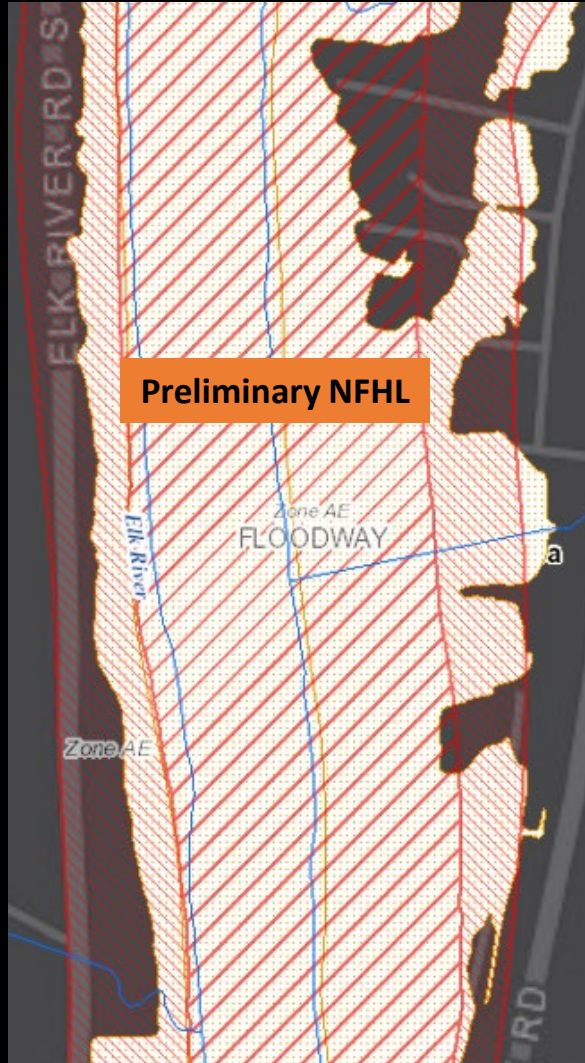 ELK RIVER RD S
Preliminary NFHL
Zone AE
FLOODWAY
Elk River
a
Zone AE
RD